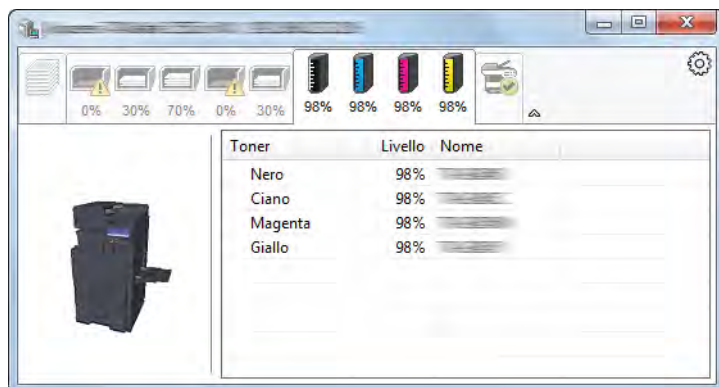 0% 30% 70% 0% 30% 98% 98% 98% 98%
Toner Livello Nome
Nero 98%
Ciano 98%
Magenta 98%
Giallo 98%